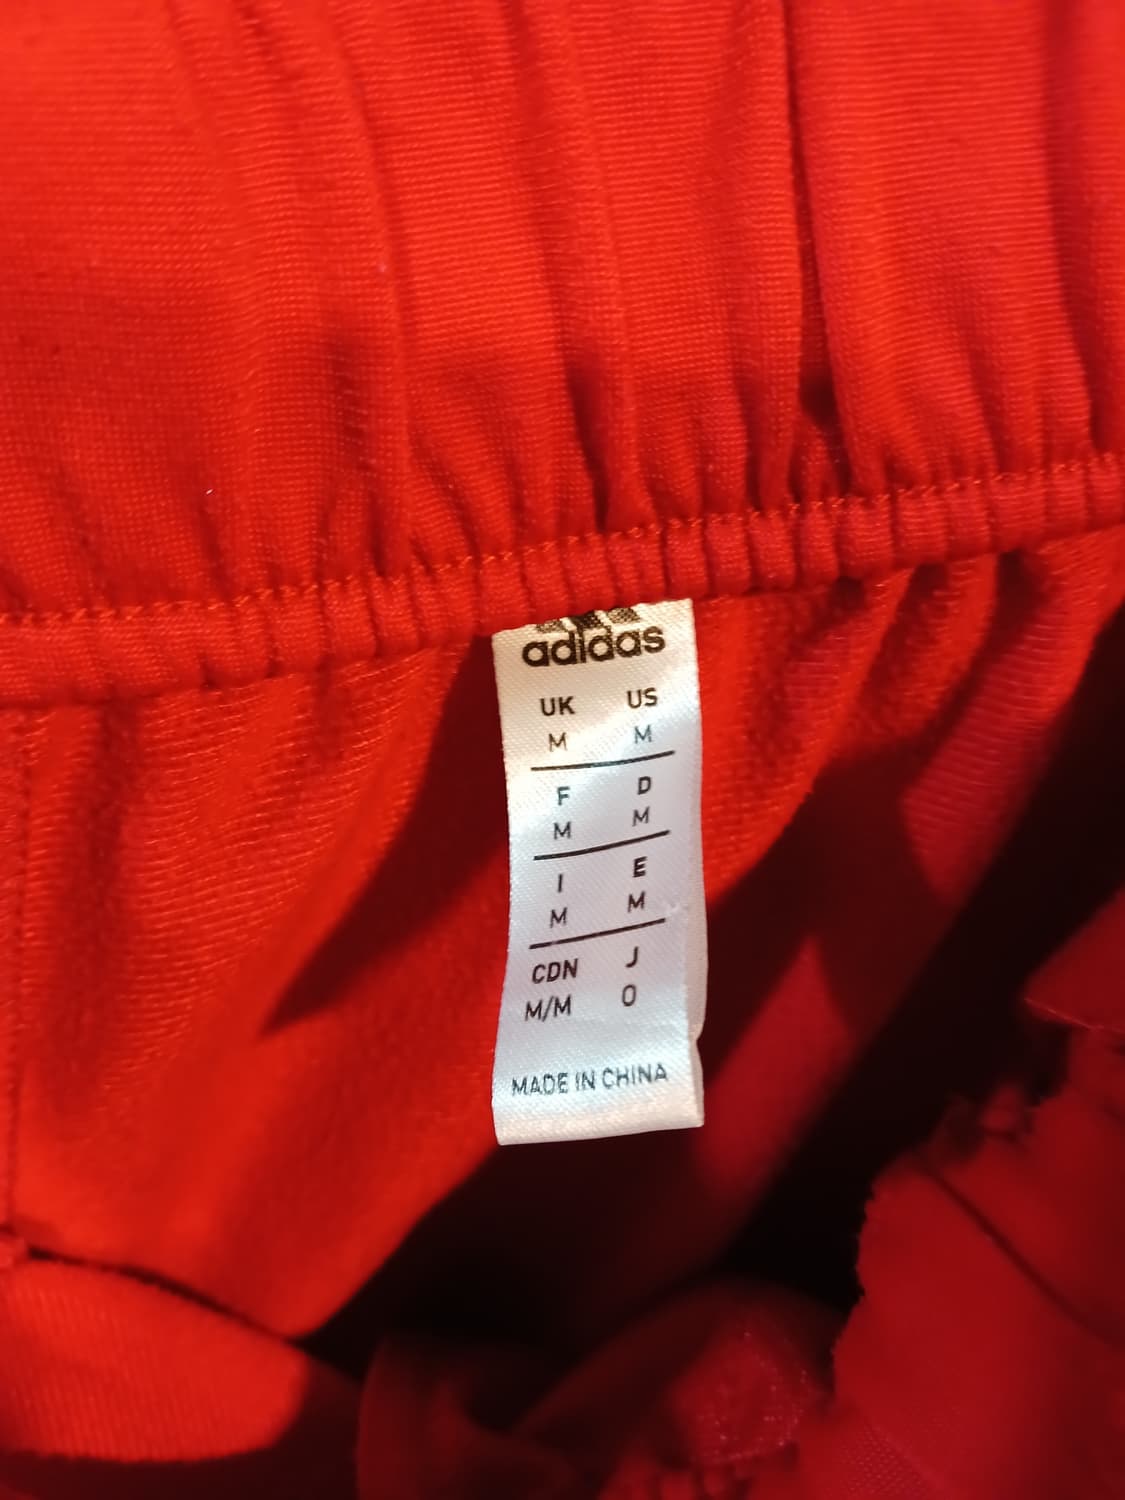 adidas
UK US
M M
F D
M M
I E
M M
CDN J
M/M O
MADE IN CHINA